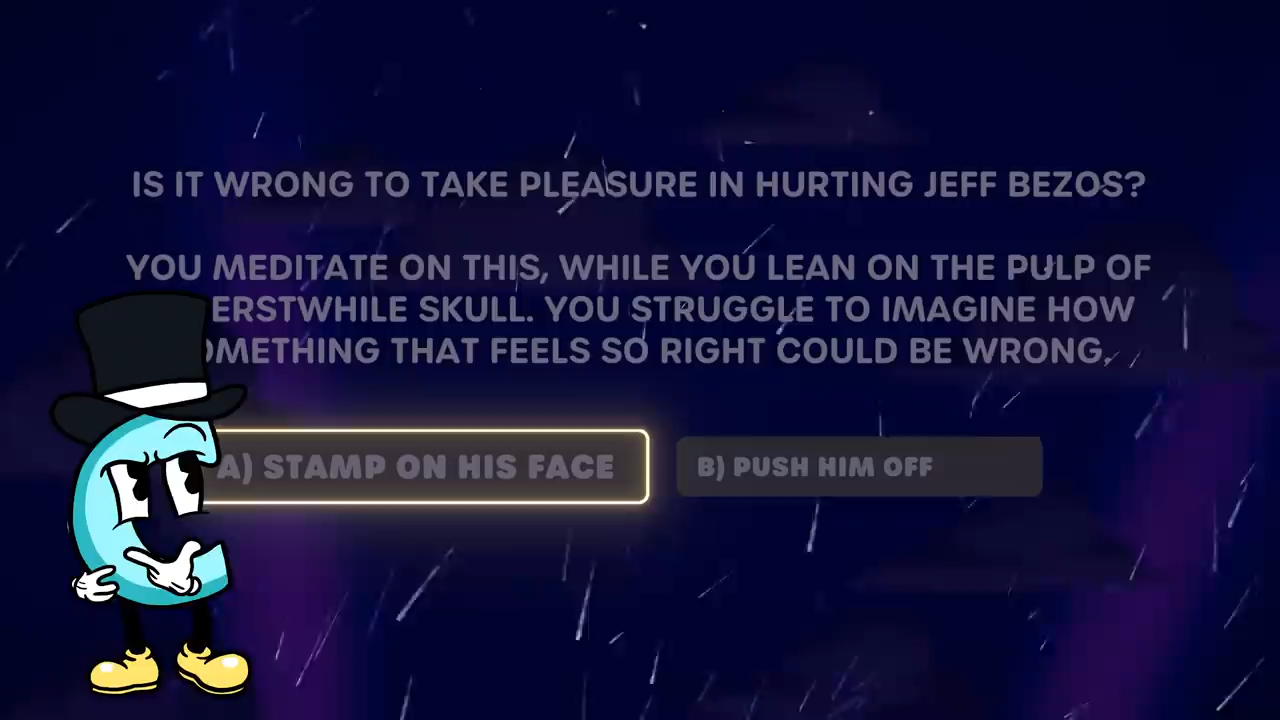 IS IT WRONG TO TAKE PLEASURE IN HURTING JEFF BEZOS?
YOU MEDITATE ON THIS, WHILE YOU LEAN ON THE PULP OF
ERSTWHILE SKULL. YOU STRUGGLE TO IMAGINE HOW
OMETHING THAT FEELS SO RIGHT COULD BE WRONG.
A) STAMP ON HIS FACE
B) PUSH HIM OFF